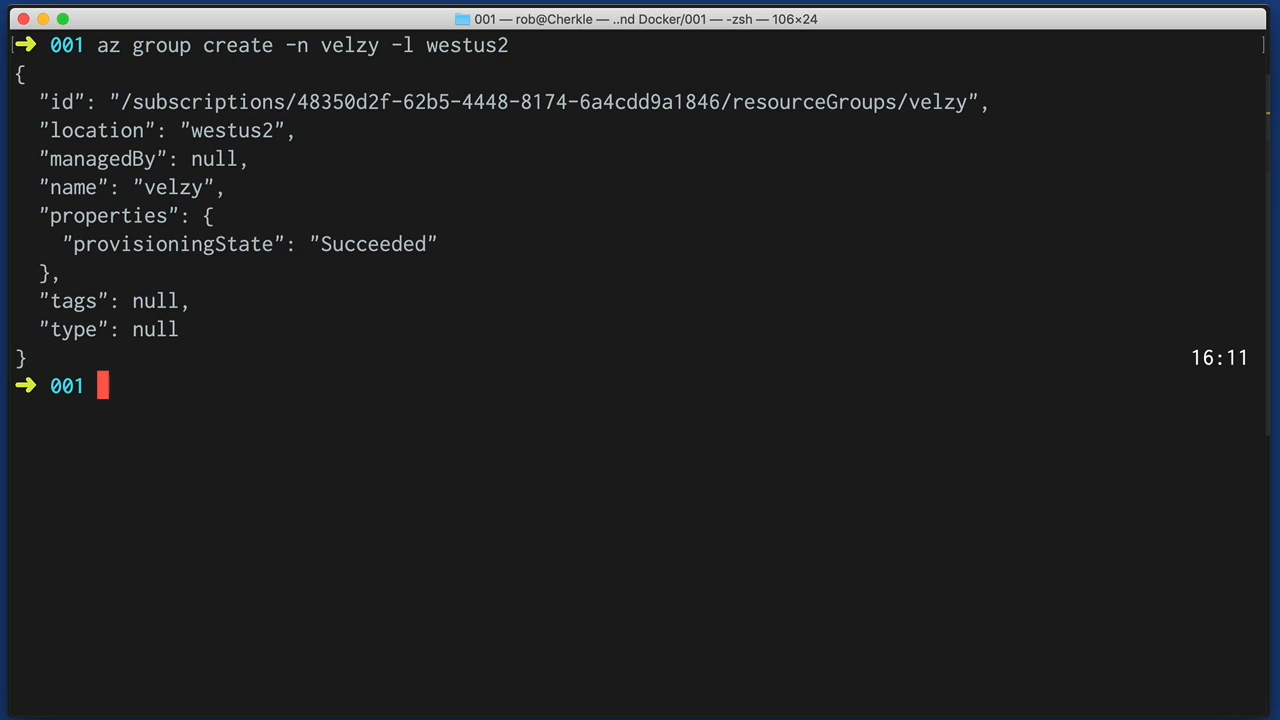 001 — rob@Cherkle — ..nd Docker/001 — -zsh — 106×24
[➜ 001 az group create -n velzy -l westus2 ]
{
  "id": "/subscriptions/48350d2f-62b5-4448-8174-6a4cdd9a1846/resourceGroups/velzy",
  "location": "westus2",
  "managedBy": null,
  "name": "velzy",
  "properties": {
    "provisioningState": "Succeeded"
  },
  "tags": null,
  "type": null
}
16:11
➜ 001